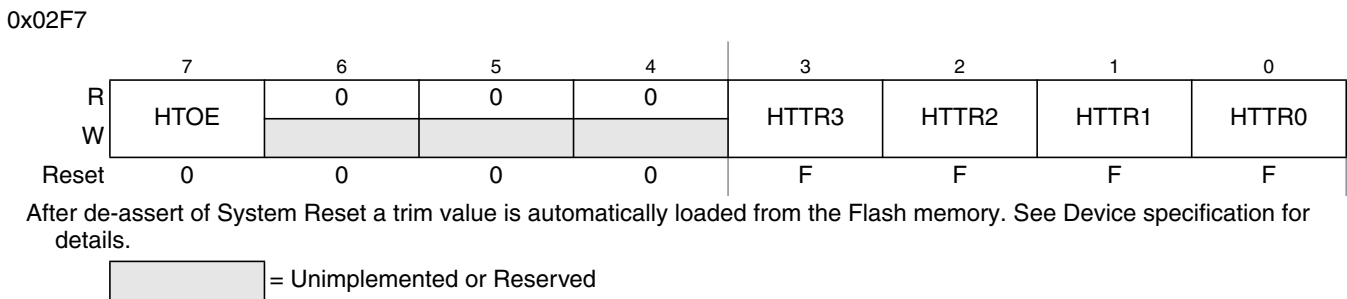 0x02F7
7 6 5 4 3 2 1 0
R HTOE 0 0 0 HTTR3 HTTR2 HTTR1 HTTR0
W
Reset 0 0 0 0 F F F F
After de-assert of System Reset a trim value is automatically loaded from the Flash memory. See Device specification for
details.
= Unimplemented or Reserved